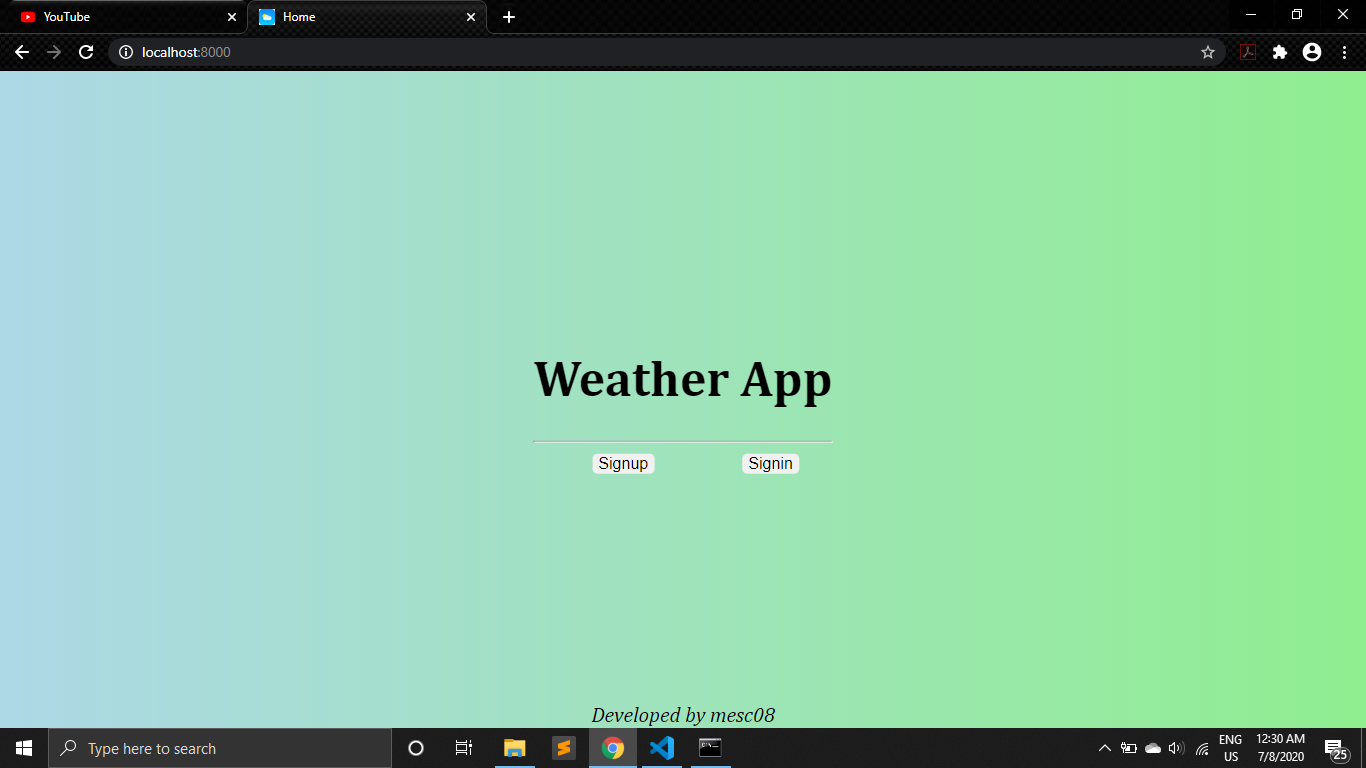 YouTube
Home
localhost:8000
Weather App
Signup
Signin
Developed by mesc08
Type here to search
ENG
US
12:30 AM
7/8/2020
25